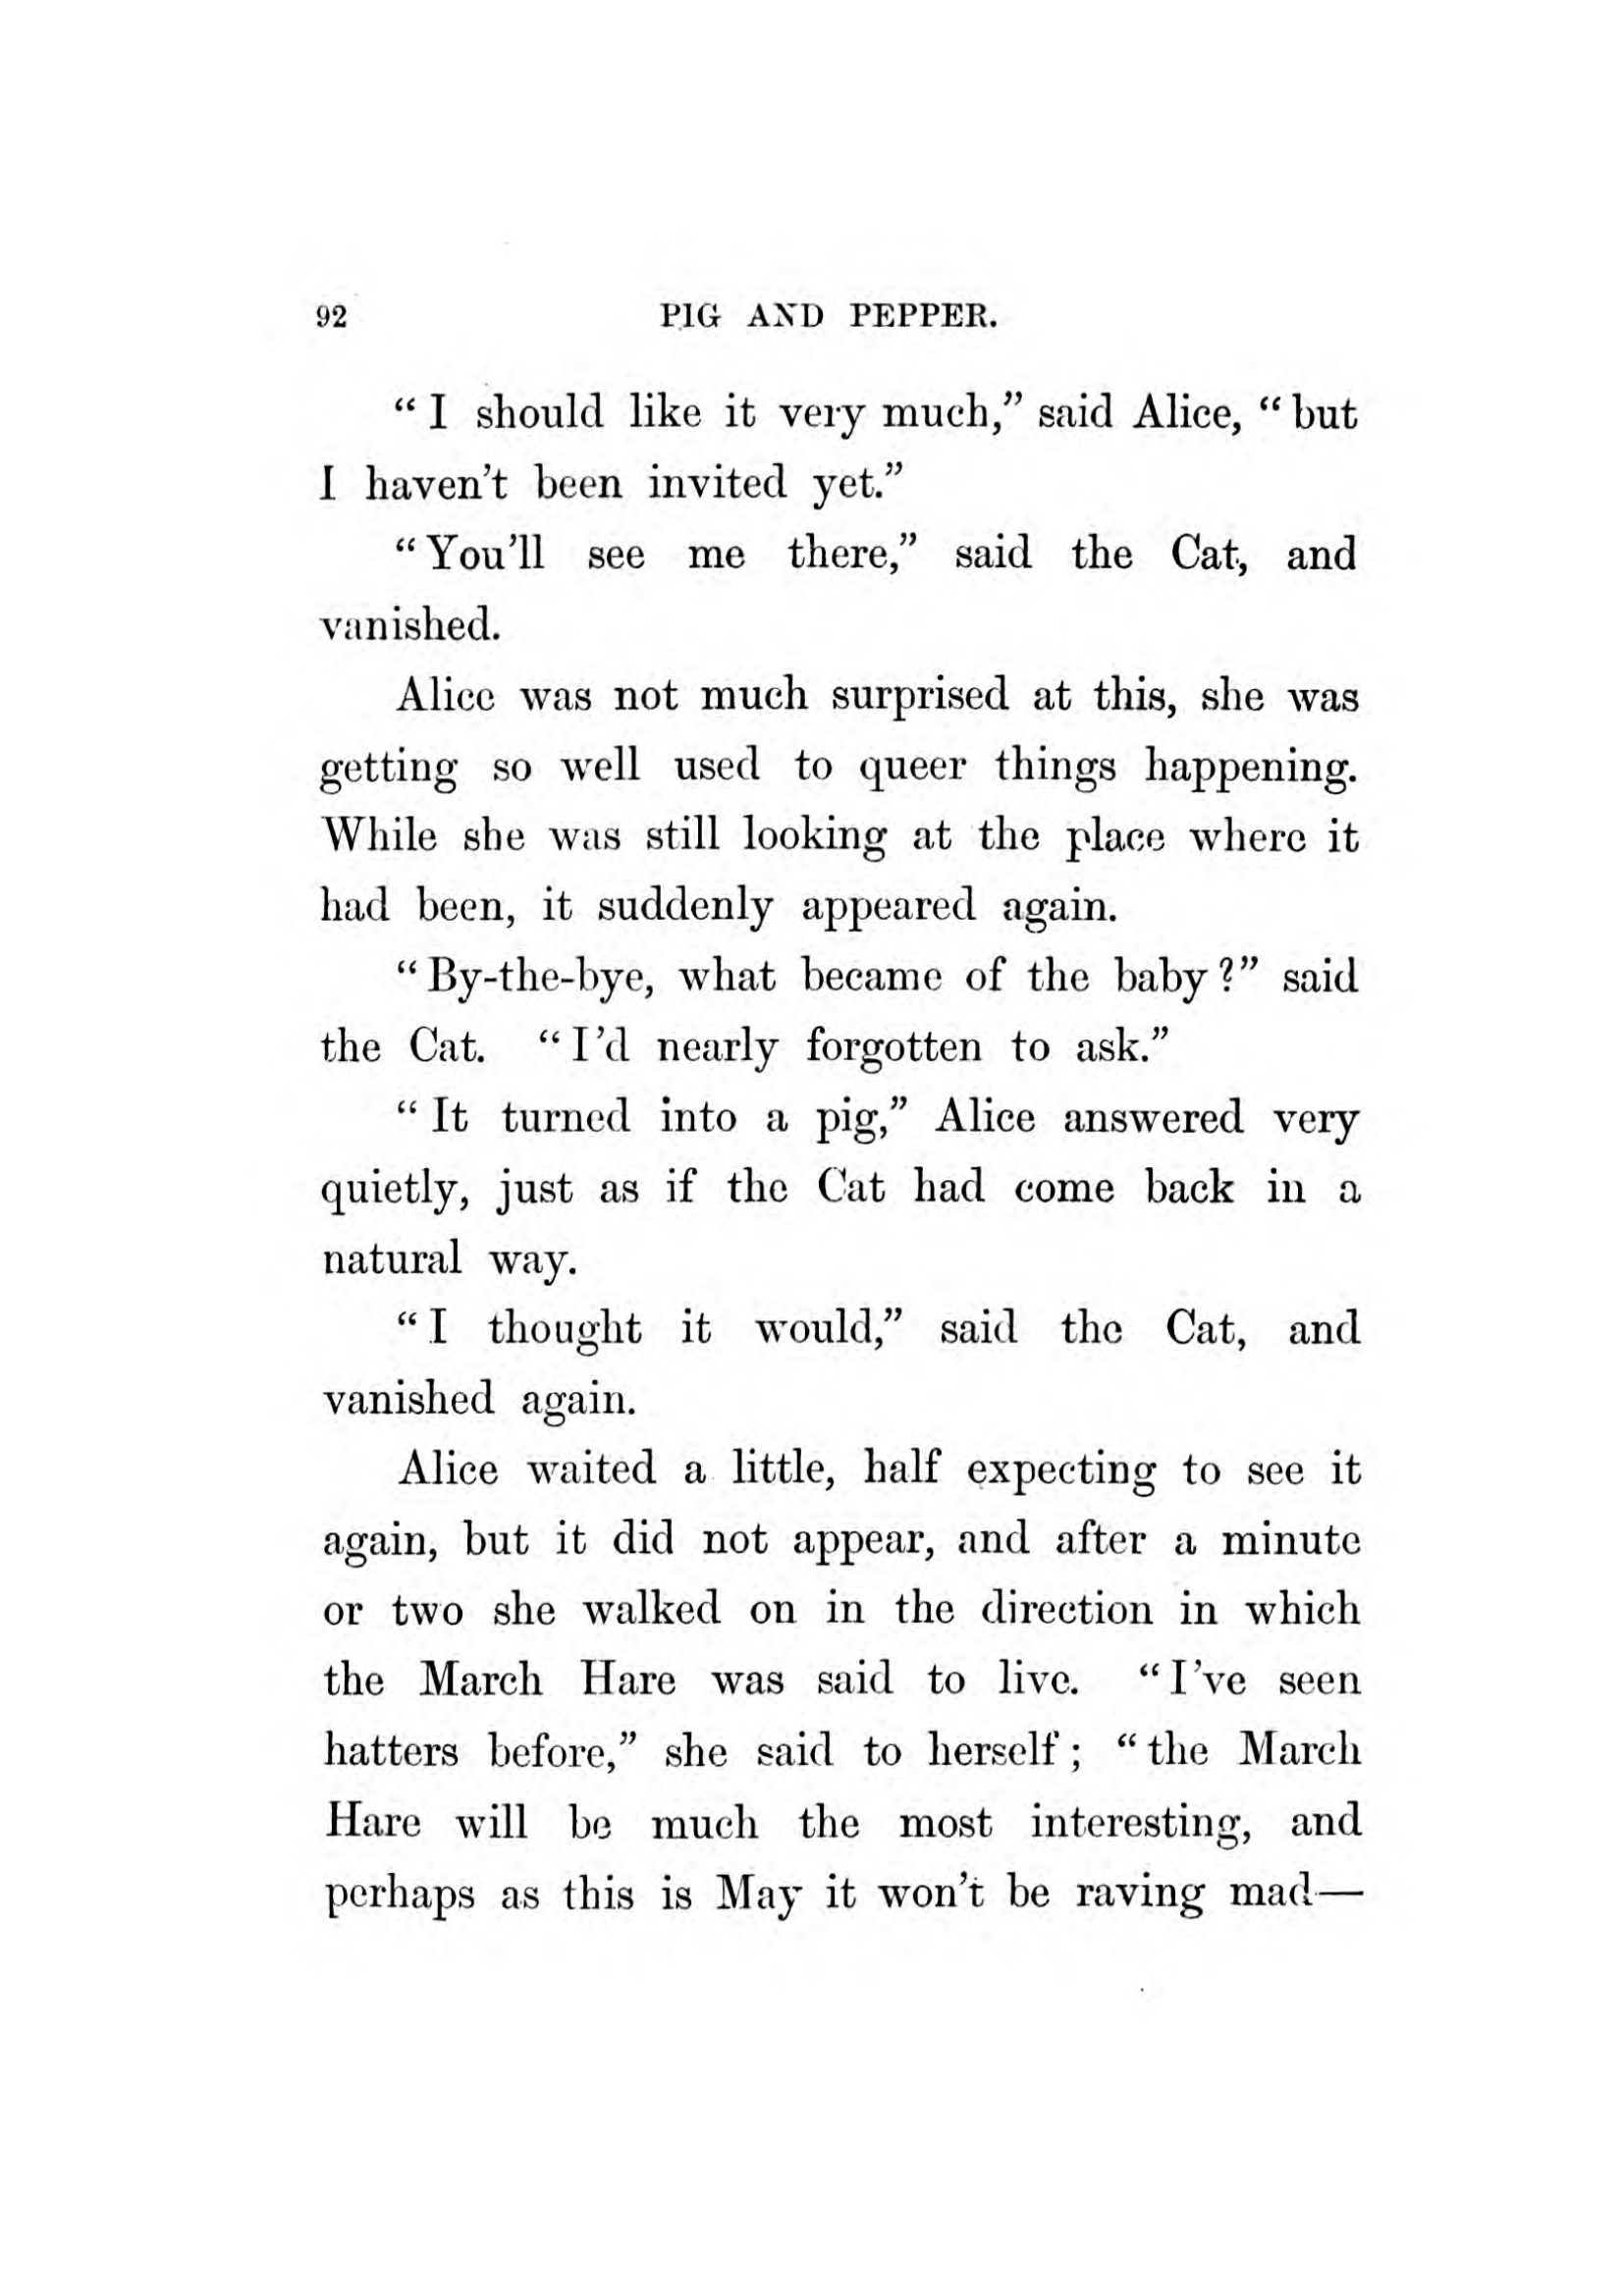 92 PIG AND PEPPER.
“I should like it very much,” said Alice, “but
I haven’t been invited yet.”
“You’ll see me there,” said the Cat, and
vanished.
Alice was not much surprised at this, she was
getting so well used to queer things happening.
While she was still looking at the place where it
had been, it suddenly appeared again.
“By-the-bye, what became of the baby?” said
the Cat. “I’d nearly forgotten to ask.”
“It turned into a pig,” Alice answered very
quietly, just as if the Cat had come back in a
natural way.
“I thought it would,” said the Cat, and
vanished again.
Alice waited a little, half expecting to see it
again, but it did not appear, and after a minute
or two she walked on in the direction in which
the March Hare was said to live. “I’ve seen
hatters before,” she said to herself; “the March
Hare will be much the most interesting, and
perhaps as this is May it won’t be raving mad—